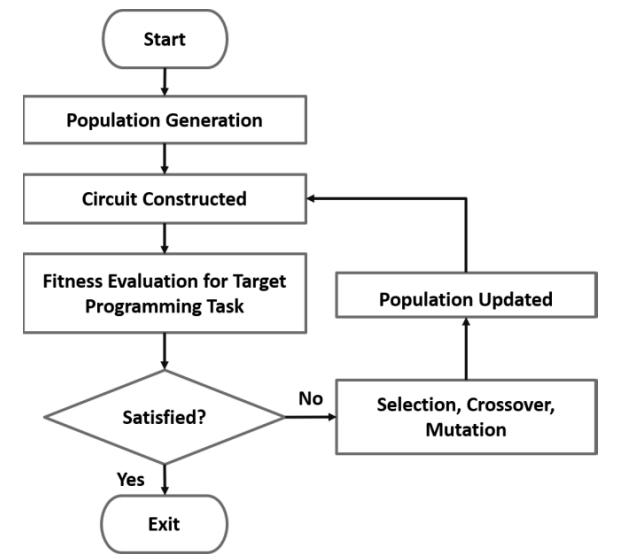 Start
Population Generation
Circuit Constructed
Fitness Evaluation for Target
Programming Task
Population Updated
Satisfied?
No
Selection, Crossover,
Mutation
Yes
Exit